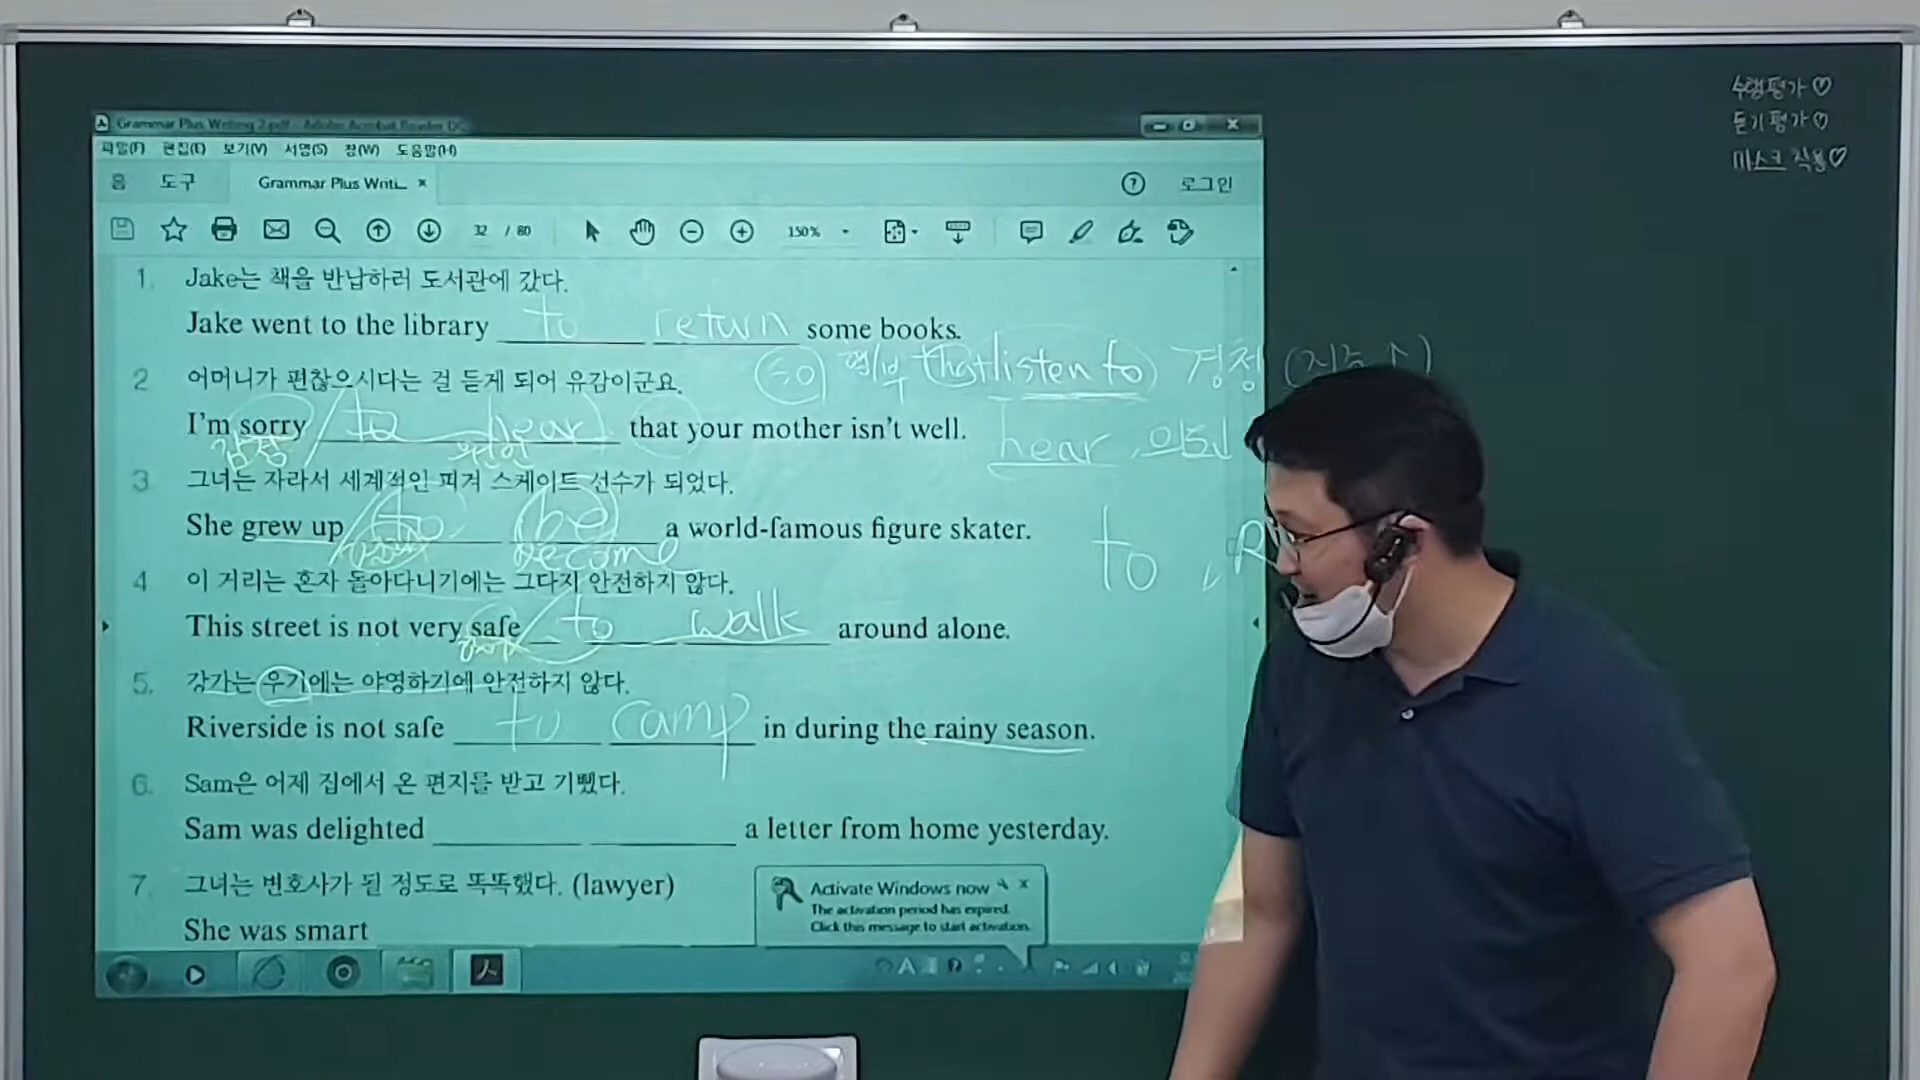 수행평가♡
듣기평가♡
마스크 착용♡
Grammar Plus Writing 2.pdf - Adobe Acrobat Reader DC
파일(F) 편집(E) 보기(V) 서명(S) 창(W) 도움말(H)
홈 도구 Grammar Plus Writi... × ? 로그인
32 / 80 150%
1. Jake는 책을 반납하러 도서관에 갔다.
Jake went to the library to return some books.
so 형/부 that listen to 경청
2 어머니가 편찮으시다는 걸 듣게 되어 유감이군요.
I'm sorry to hear that your mother isn't well.
감정 원인
hear
3 그녀는 자라서 세계적인 피겨 스케이트 선수가 되었다.
She grew up to be a world-famous figure skater.
become
to, R
4 이 거리는 혼자 돌아다니기에는 그다지 안전하지 않다.
This street is not very safe to walk around alone.
5. 강가는 우기에는 야영하기에 안전하지 않다.
Riverside is not safe to camp in during the rainy season.
6. Sam은 어제 집에서 온 편지를 받고 기뻤다.
Sam was delighted a letter from home yesterday.
7. 그녀는 변호사가 될 정도로 똑똑했다. (lawyer)
She was smart
Activate Windows now
The activation period has expired.
Click this message to start activation.